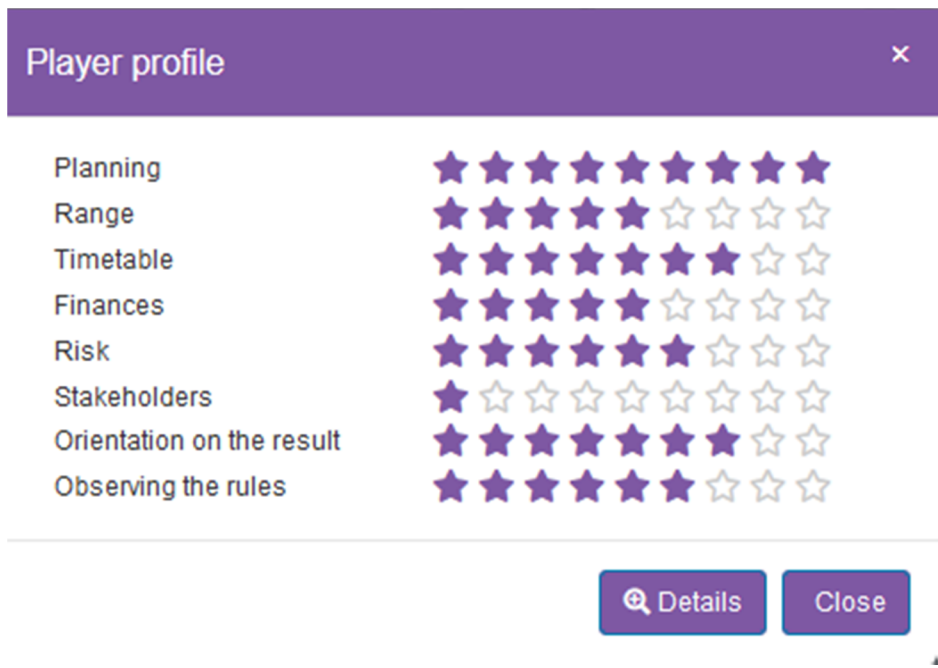 Player profile ×
Planning
Range
Timetable
Finances
Risk
Stakeholders
Orientation on the result
Observing the rules
Details Close